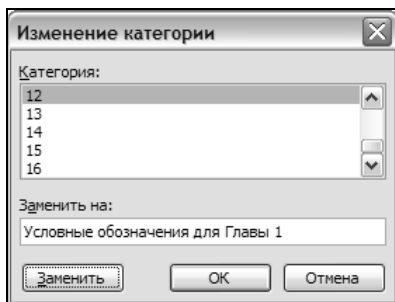 Изменение категории
Категория:
12
13
14
15
16
Заменить на:
Условные обозначения для Главы 1
Заменить
OK
Отмена